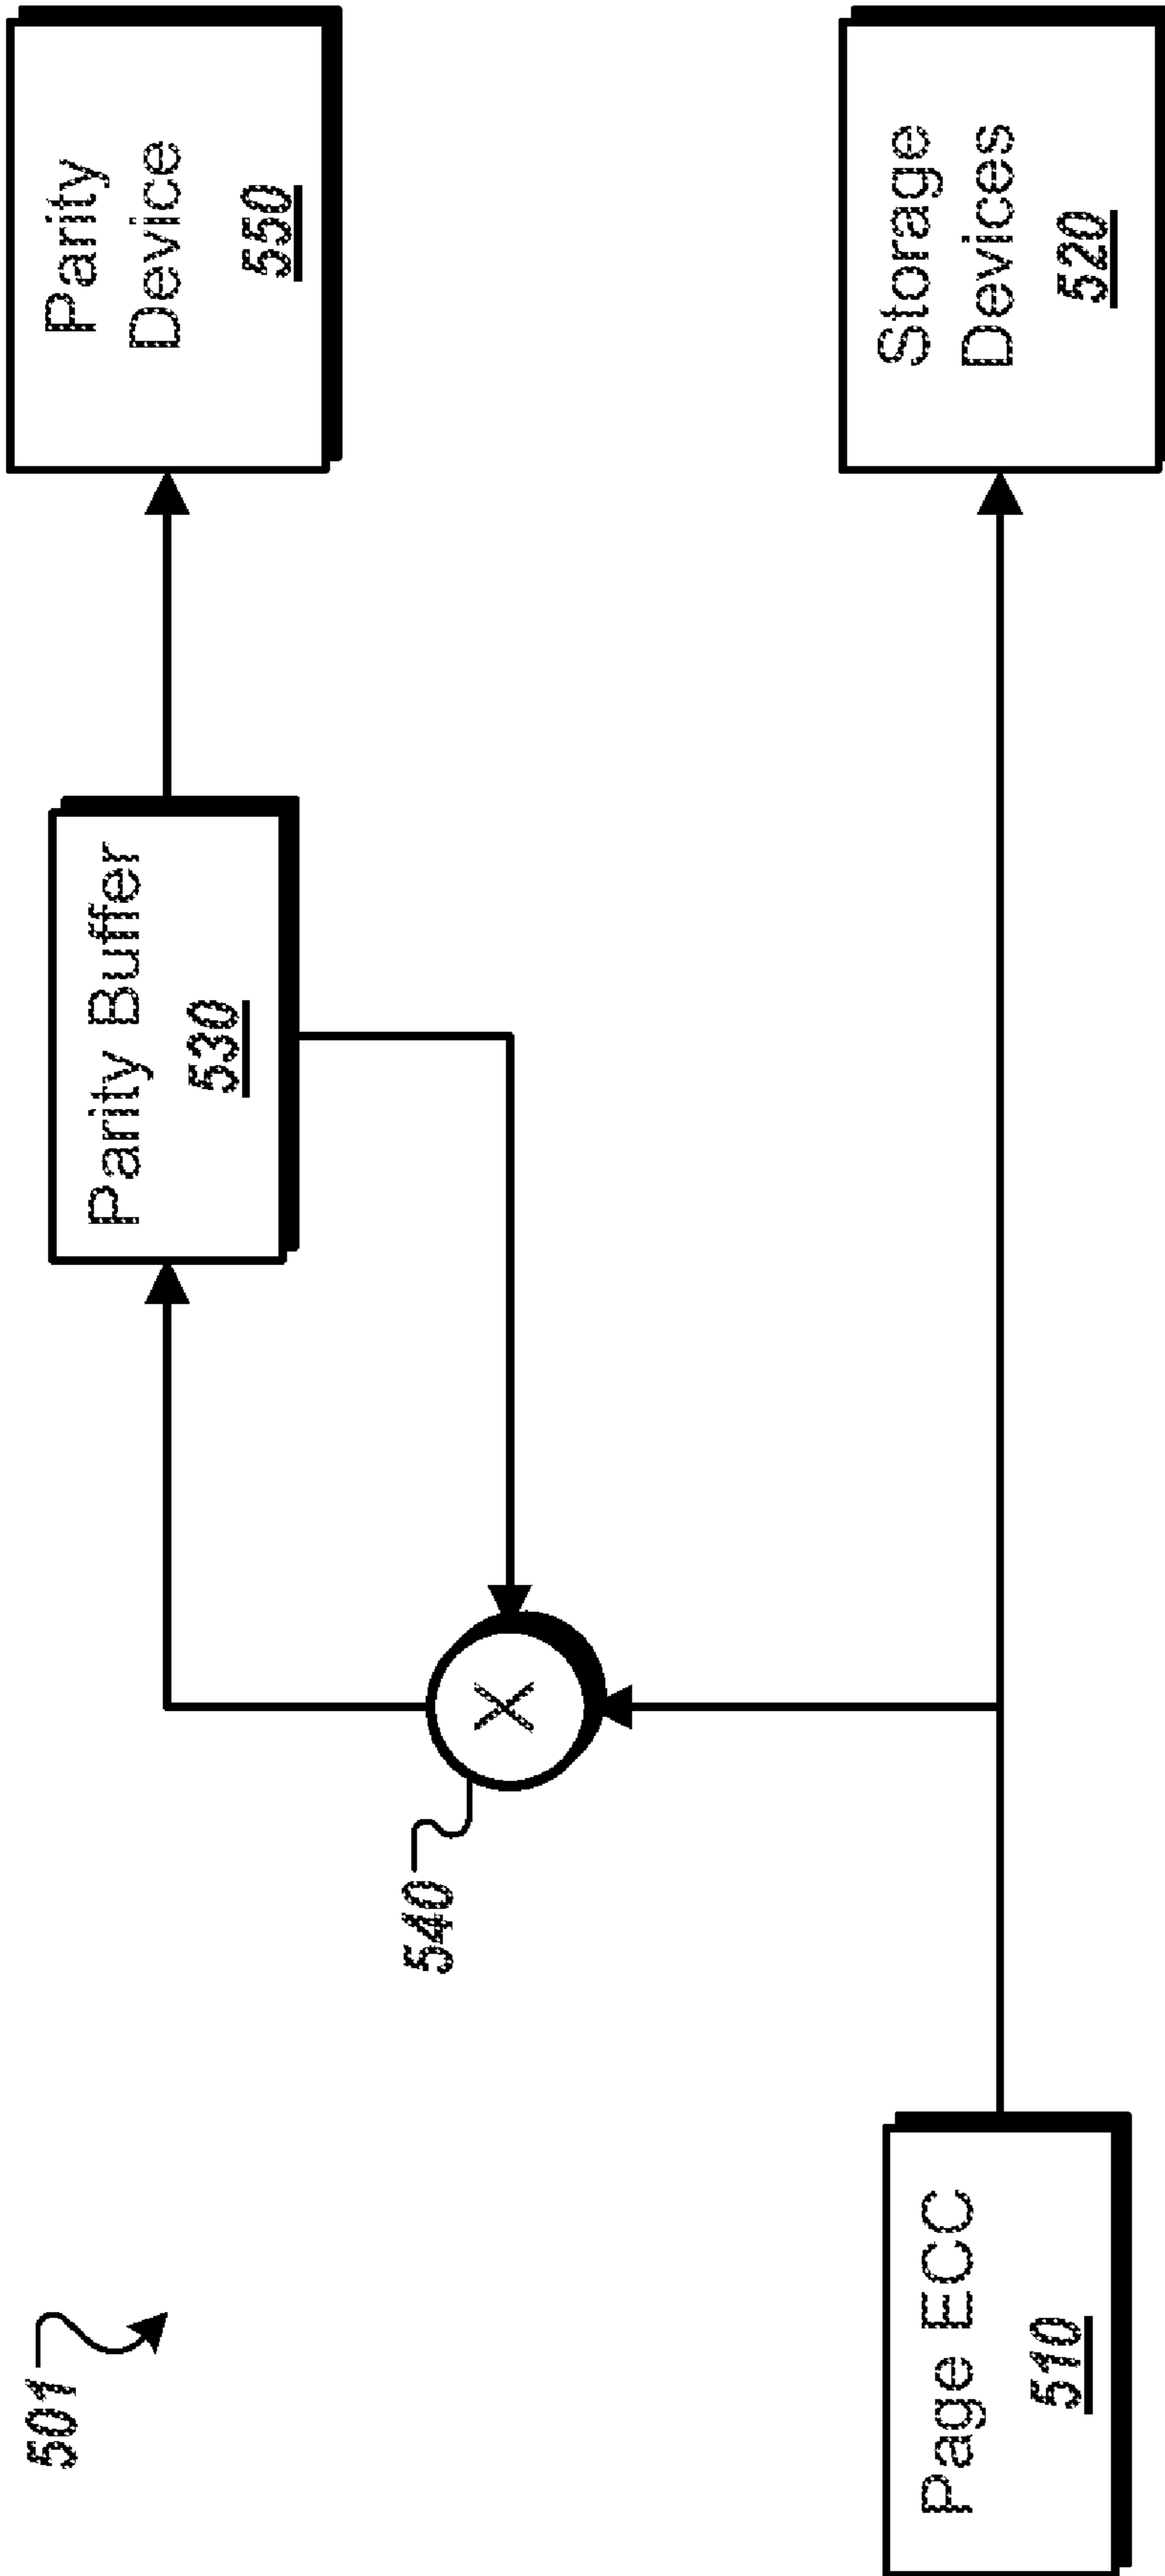 501
Parity Buffer
530
Parity
Device
550
540
X
Page ECC
510
Storage
Devices
520